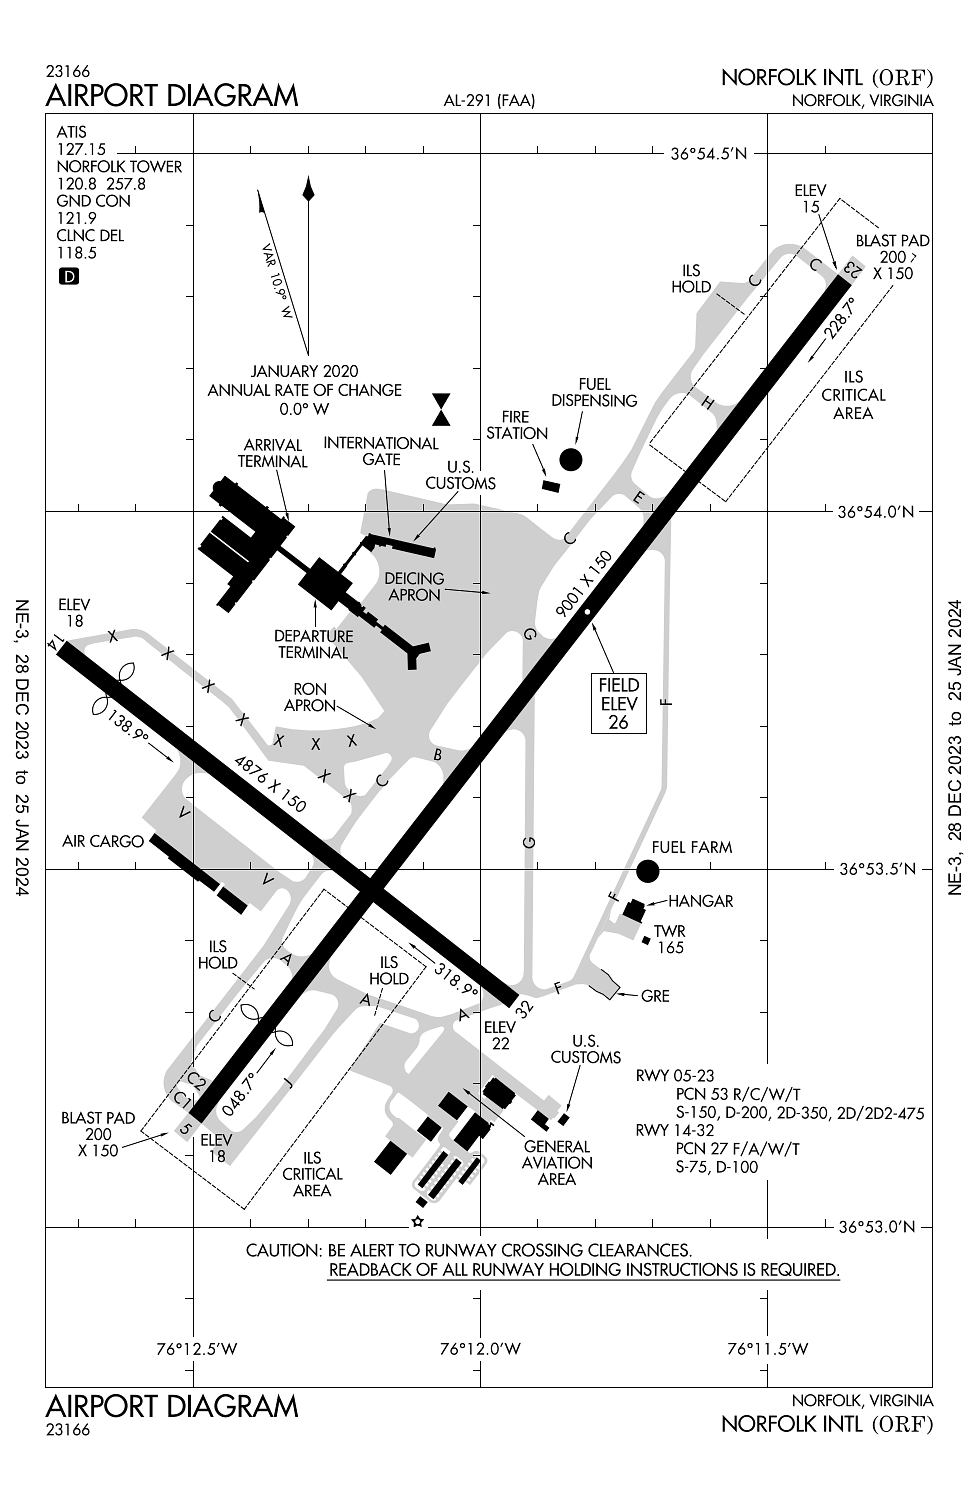 23166
AIRPORT DIAGRAM
AL-291 (FAA)
NORFOLK INTL (ORF)
NORFOLK, VIRGINIA
ATIS
127.15
NORFOLK TOWER
120.8 257.8
GND CON
121.9
CLNC DEL
118.5
D
VAR 10.9° W
JANUARY 2020
ANNUAL RATE OF CHANGE
0.0° W
36°54.5'N
ELEV
15
BLAST PAD
200
X 150
23
C
C
ILS
HOLD
228.7°
ILS
CRITICAL
AREA
H
FUEL
DISPENSING
FIRE
STATION
ARRIVAL
TERMINAL
INTERNATIONAL
GATE
U.S.
CUSTOMS
E
36°54.0'N
C
DEICING
APRON
9001 X 150
ELEV
18
14
X
X
X
X
X
X
X
X
X
DEPARTURE
TERMINAL
G
RON
APRON
FIELD
ELEV
26
F
138.9°
B
C
4876 X 150
V
AIR CARGO
G
FUEL FARM
36°53.5'N
V
F
HANGAR
TWR
165
ILS
HOLD
A
ILS
HOLD
318.9°
GRE
F
A
A
32
ELEV
22
C
U.S.
CUSTOMS
C2
C1
048.7°
J
RWY 05-23
PCN 53 R/C/W/T
S-150, D-200, 2D-350, 2D/2D2-475
RWY 14-32
PCN 27 F/A/W/T
S-75, D-100
BLAST PAD
200
X 150
5
ELEV
18
ILS
CRITICAL
AREA
GENERAL
AVIATION
AREA
36°53.0'N
CAUTION: BE ALERT TO RUNWAY CROSSING CLEARANCES.
READBACK OF ALL RUNWAY HOLDING INSTRUCTIONS IS REQUIRED.
76°12.5'W
76°12.0'W
76°11.5'W
AIRPORT DIAGRAM
23166
NORFOLK, VIRGINIA
NORFOLK INTL (ORF)
NE-3, 28 DEC 2023 to 25 JAN 2024
NE-3, 28 DEC 2023 to 25 JAN 2024